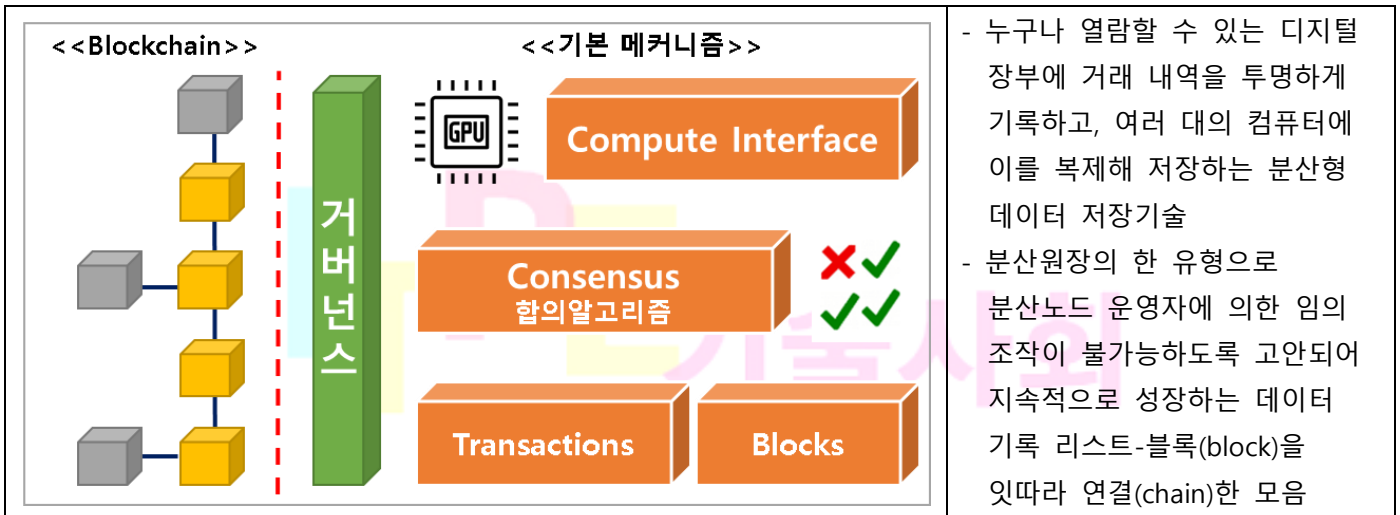 <<Blockchain>>
<<기본 메커니즘>>
거버넌스
GPU
Compute Interface
Consensus
합의알고리즘
Transactions
Blocks
- 누구나 열람할 수 있는 디지털
장부에 거래 내역을 투명하게
기록하고, 여러 대의 컴퓨터에
이를 복제해 저장하는 분산형
데이터 저장기술
- 분산원장의 한 유형으로
분산노드 운영자에 의한 임의
조작이 불가능하도록 고안되어
지속적으로 성장하는 데이터
기록 리스트-블록(block)을
잇따라 연결(chain)한 모음
기술사회